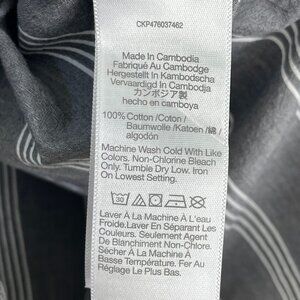 CKP476037462
Made In Cambodia
Fabriqué Au Cambodge
Hergestellt In Kambodscha
Vervaardigd In Cambodja
カンボジア製
hecho en camboya
100% Cotton /Coton /
Baumwolle /Katoen /綿 /
algodón
Machine Wash Cold With Like
Colors. Non-Chlorine Bleach
Only. Tumble Dry Low. Iron
On Lowest Setting.
30
Laver À La Machine À L'eau
Froide.Laver En Séparant Les
Couleurs. Seulement Agent
De Blanchiment Non-Chlore.
Sécher À La Machine À
Basse Température. Fer Au
Réglage Le Plus Bas.